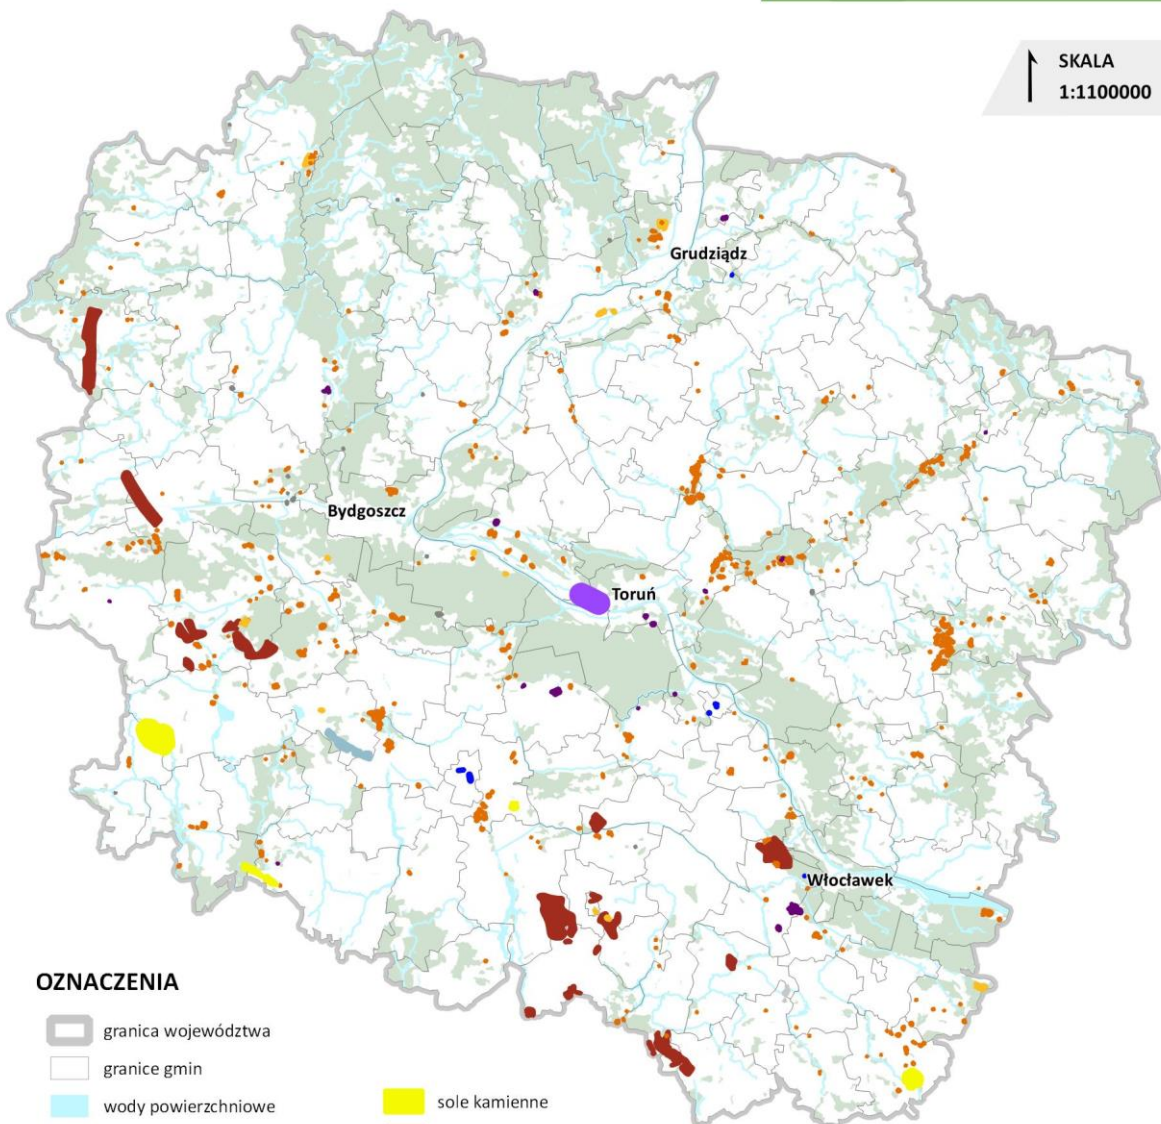 SKALA
1:1100000
Grudziądz
Bydgoszcz
Toruń
Włocławek
OZNACZENIA
granica województwa
granice gmin
wody powierzchniowe
sole kamienne